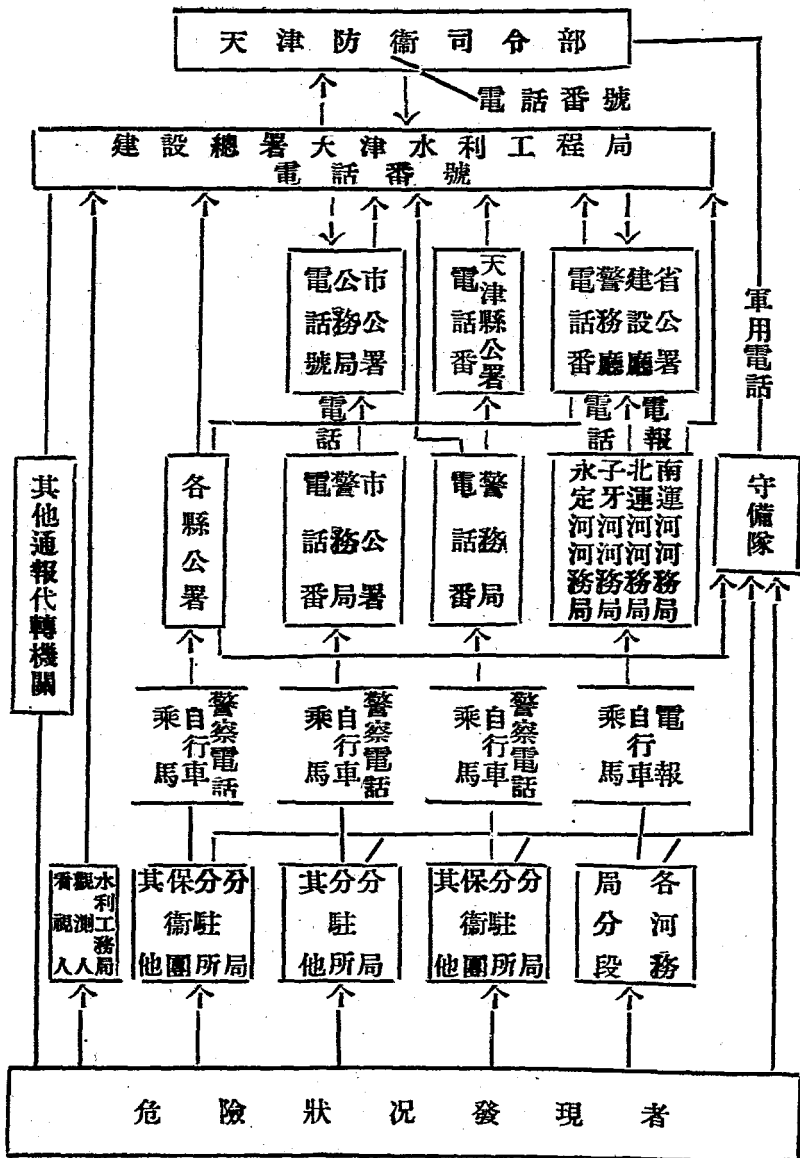 天津防衞司令部
電話番號
建設總署天津水利工程局
電話番號
市公署
公務局
電話號
天津縣公署
電話番
省公署
建設廳
警務廳
電話番
軍用電話
電話
電報
電話
其他通報代轉機關
各縣公署
市公署
警務局
電話番
警務局
電話番
南運河河務局
北運河河務局
子牙河河務局
永定河河務局
守備隊
警察電話
自行車
乘馬
警察電話
自行車
乘馬
警察電話
自行車
乘馬
電報
自行車
乘馬
水利工務局
觀測人
看視人
分局
分駐所
保衞團
其他
分局
分駐所
其他
分局
分駐所
保衞團
其他
各河務
局分段
危險狀況發現者